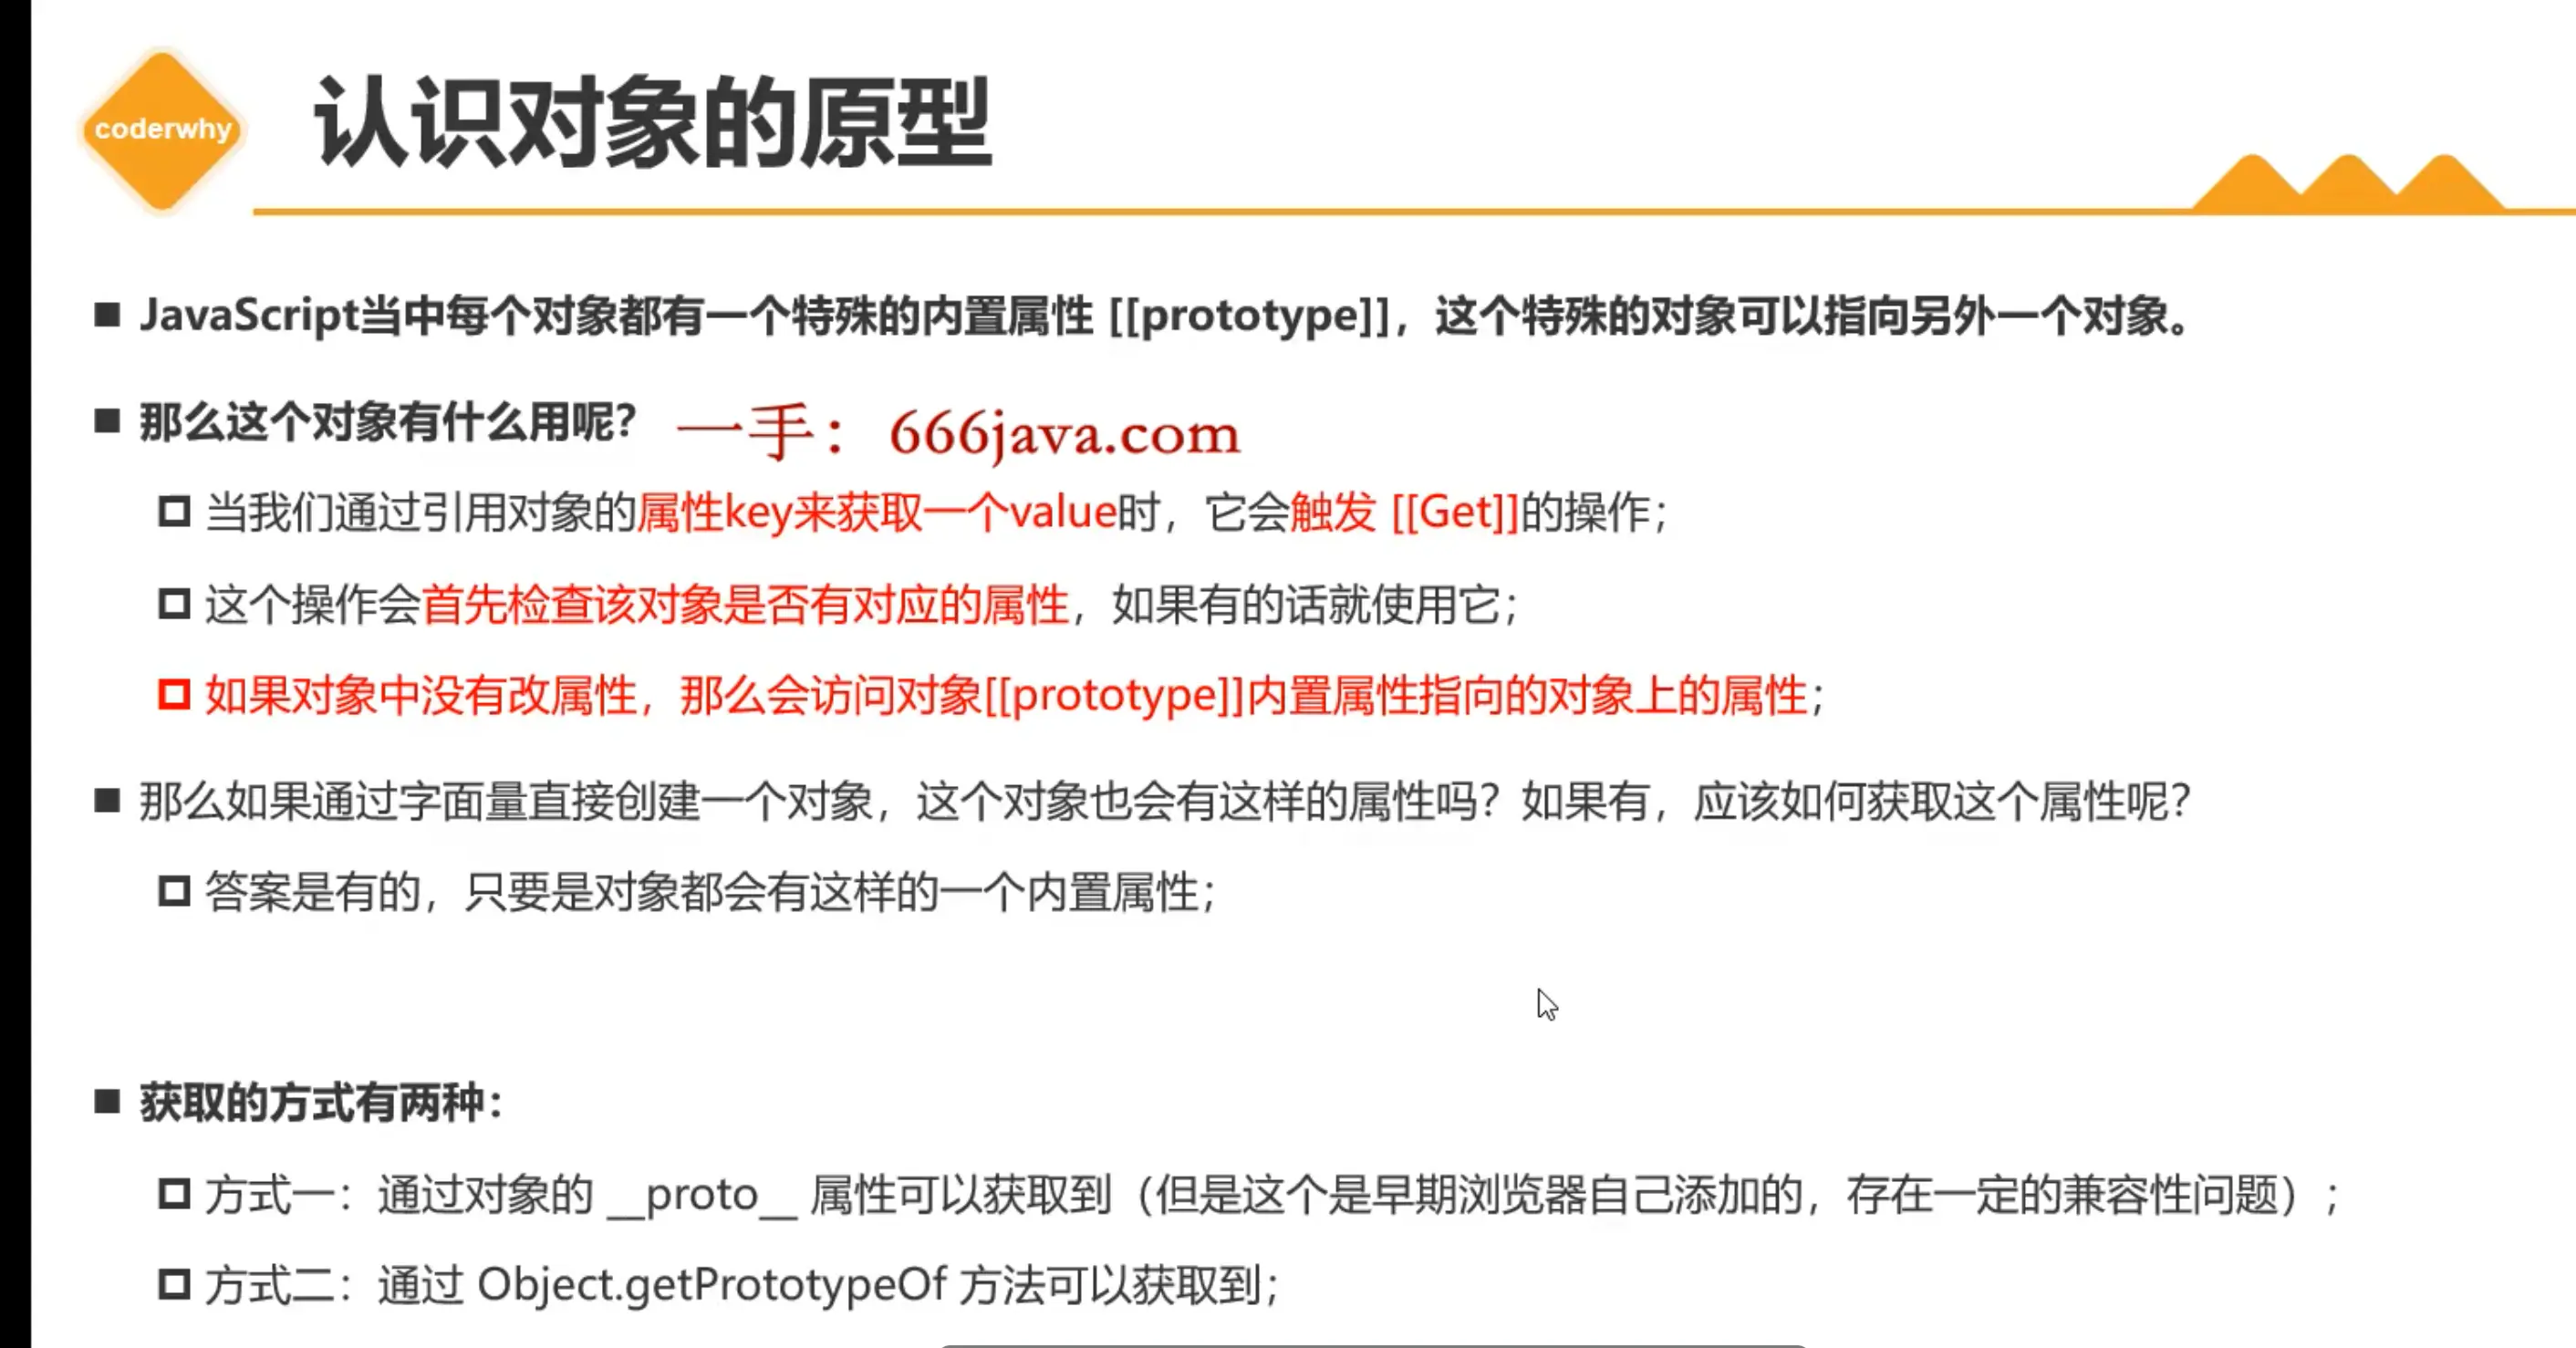 coderwhy
认识对象的原型
JavaScript当中每个对象都有一个特殊的内置属性 [[prototype]]，这个特殊的对象可以指向另外一个对象。
那么这个对象有什么用呢？ 一手：666java.com
当我们通过引用对象的属性key来获取一个value时，它会触发 [[Get]]的操作；
这个操作会首先检查该对象是否有对应的属性，如果有的话就使用它；
如果对象中没有改属性，那么会访问对象[[prototype]]内置属性指向的对象上的属性；
那么如果通过字面量直接创建一个对象，这个对象也会有这样的属性吗？如果有，应该如何获取这个属性呢？
答案是有的，只要是对象都会有这样的一个内置属性；
获取的方式有两种：
方式一：通过对象的 __proto__ 属性可以获取到（但是这个是早期浏览器自己添加的，存在一定的兼容性问题）；
方式二：通过 Object.getPrototypeOf 方法可以获取到；